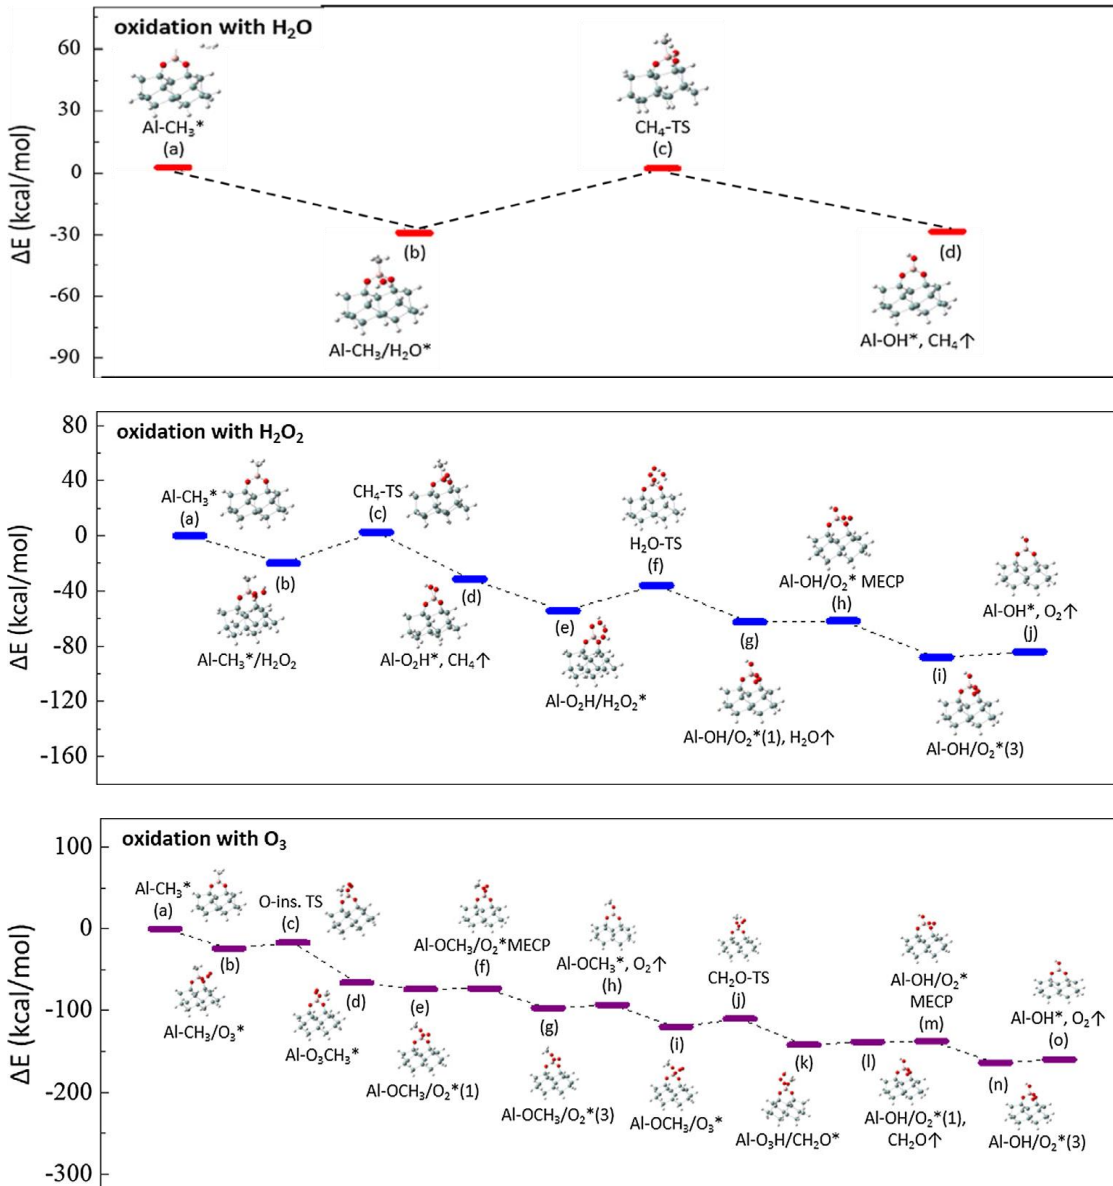 oxidation with H₂O
60
30
0
-30
-60
-90
ΔE (kcal/mol)
Al-CH₃*
(a)
(b)
Al-CH₃/H₂O*
CH₄-TS
(c)
(d)
Al-OH*, CH₄↑
oxidation with H₂O₂
80
40
0
-40
-80
-120
-160
ΔE (kcal/mol)
Al-CH₃*
(a)
(b)
Al-CH₃*/H₂O₂
CH₄-TS
(c)
(d)
Al-O₂H*, CH₄↑
(e)
Al-O₂H/H₂O₂*
H₂O-TS
(f)
(g)
Al-OH/O₂*(1), H₂O↑
Al-OH/O₂* MECP
(h)
(i)
Al-OH/O₂*(3)
Al-OH*, O₂↑
(j)
oxidation with O₃
100
0
-100
-200
-300
ΔE (kcal/mol)
Al-CH₃*
(a)
(b)
Al-CH₃/O₃*
O-ins. TS
(c)
(d)
Al-O₃CH₃*
(e)
Al-OCH₃/O₂*(1)
Al-OCH₃/O₂*MECP
(f)
(g)
Al-OCH₃/O₂*(3)
Al-OCH₃*, O₂↑
(h)
(i)
Al-OCH₃/O₃*
CH₂O-TS
(j)
(k)
Al-O₃H/CH₂O*
(l)
Al-OH/O₂*(1),
CH₂O↑
Al-OH/O₂*
MECP
(m)
(n)
Al-OH/O₂*(3)
Al-OH*, O₂↑
(o)